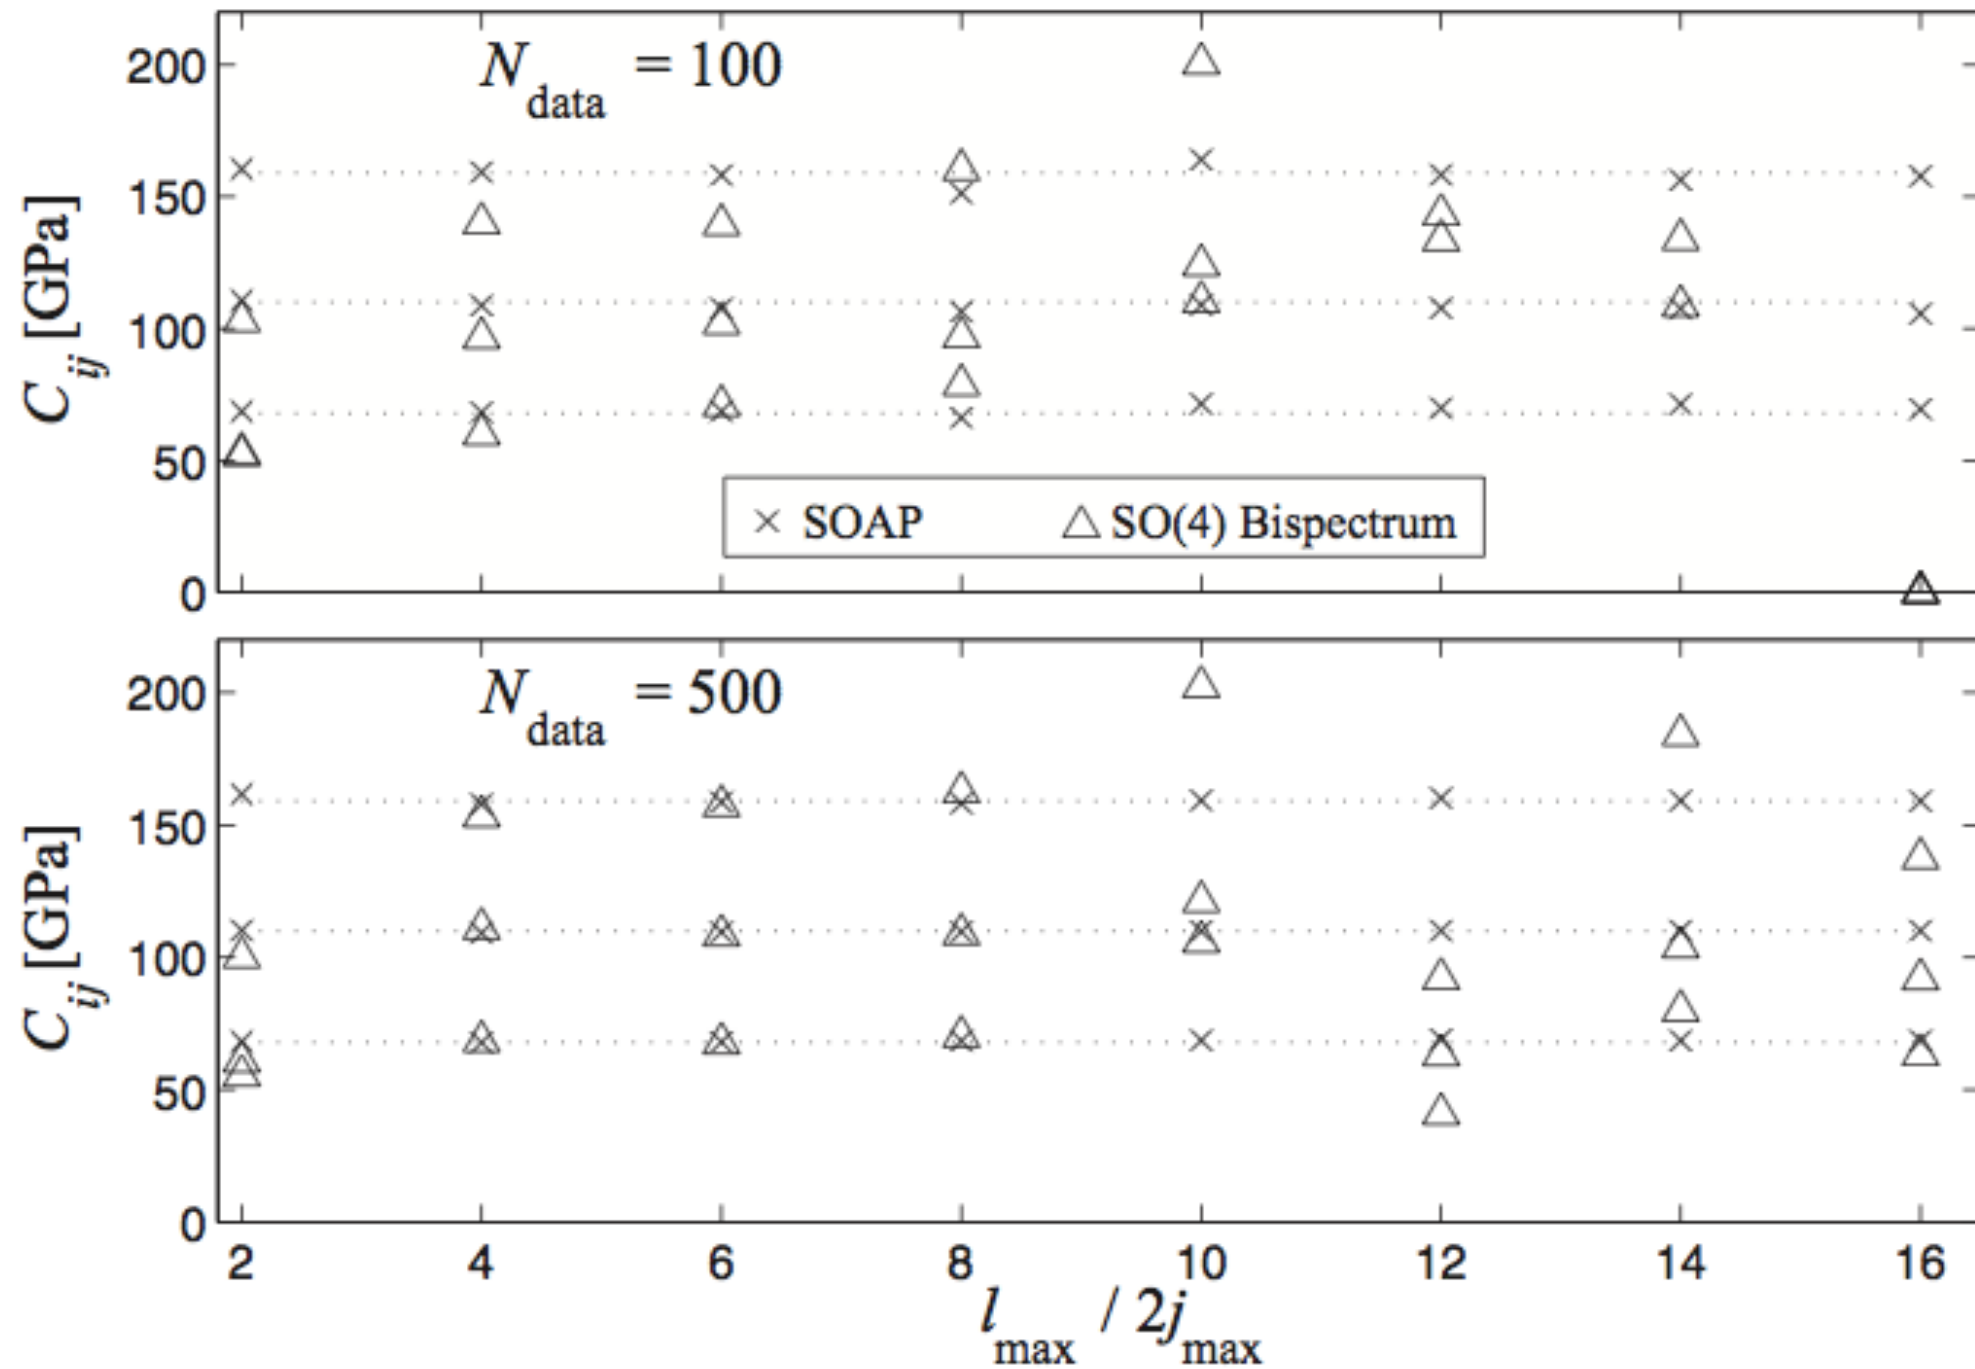 N data = 100
200
150
100
50
0
C ij [GPa]
× SOAP △ SO(4) Bispectrum
N data = 500
200
150
100
50
0
C ij [GPa]
2 4 6 8 10 12 14 16
l max / 2j max